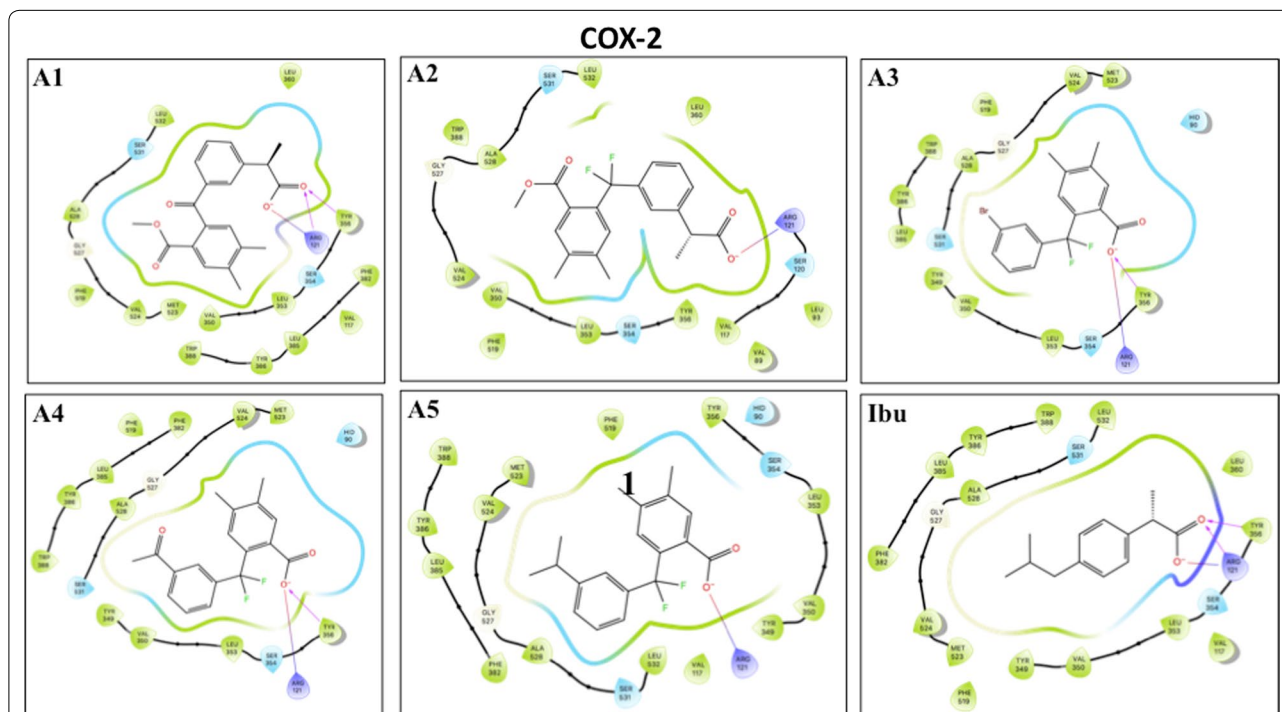 COX-2
A1
LEU 360
LEU 532
SER 531
ALA 528
GLY 527
PHE 519
VAL 524
MET 523
O
O
O
O
O
O⁻
TYR 356
ARG 121
SER 354
LEU 353
VAL 350
PHE 382
VAL 117
LEU 385
TYR 386
TRP 388
A2
SER 531
LEU 532
LEU 360
TRP 388
ALA 528
GLY 527
O
O
F
F
O
O⁻
ARG 121
SER 120
VAL 524
VAL 350
LEU 353
SER 354
TYR 356
VAL 117
LEU 93
VAL 89
PHE 519
A3
VAL 524
MET 523
PHE 519
HID 90
GLY 527
TRP 388
ALA 528
TYR 386
LEU 385
SER 531
Br
F
F
O
O⁻
TYR 349
VAL 350
LEU 353
SER 354
TYR 356
ARG 121
A4
PHE 519
PHE 382
VAL 524
MET 523
HID 90
LEU 385
GLY 527
TYR 386
ALA 528
TRP 388
SER 531
O
F
F
O
O⁻
TYR 349
VAL 350
LEU 353
SER 354
TYR 356
ARG 121
A5
TYR 356
HID 90
PHE 519
SER 354
TRP 388
MET 523
VAL 524
LEU 353
1
TYR 386
LEU 385
GLY 527
O
O⁻
F
F
VAL 350
TYR 349
PHE 382
ALA 528
LEU 532
SER 531
VAL 117
ARG 121
Ibu
TRP 388
LEU 532
TYR 386
SER 531
LEU 385
ALA 528
LEU 360
GLY 527
PHE 382
O
O⁻
TYR 356
ARG 121
SER 354
LEU 353
VAL 117
VAL 524
MET 523
TYR 349
VAL 350
PHE 519